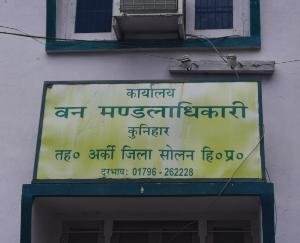 कार्यालय
वन मण्डलाधिकारी
कुनिहार
तह० अर्की जिला सोलन हि०प्र०
दुरभाषः 01796 -262228